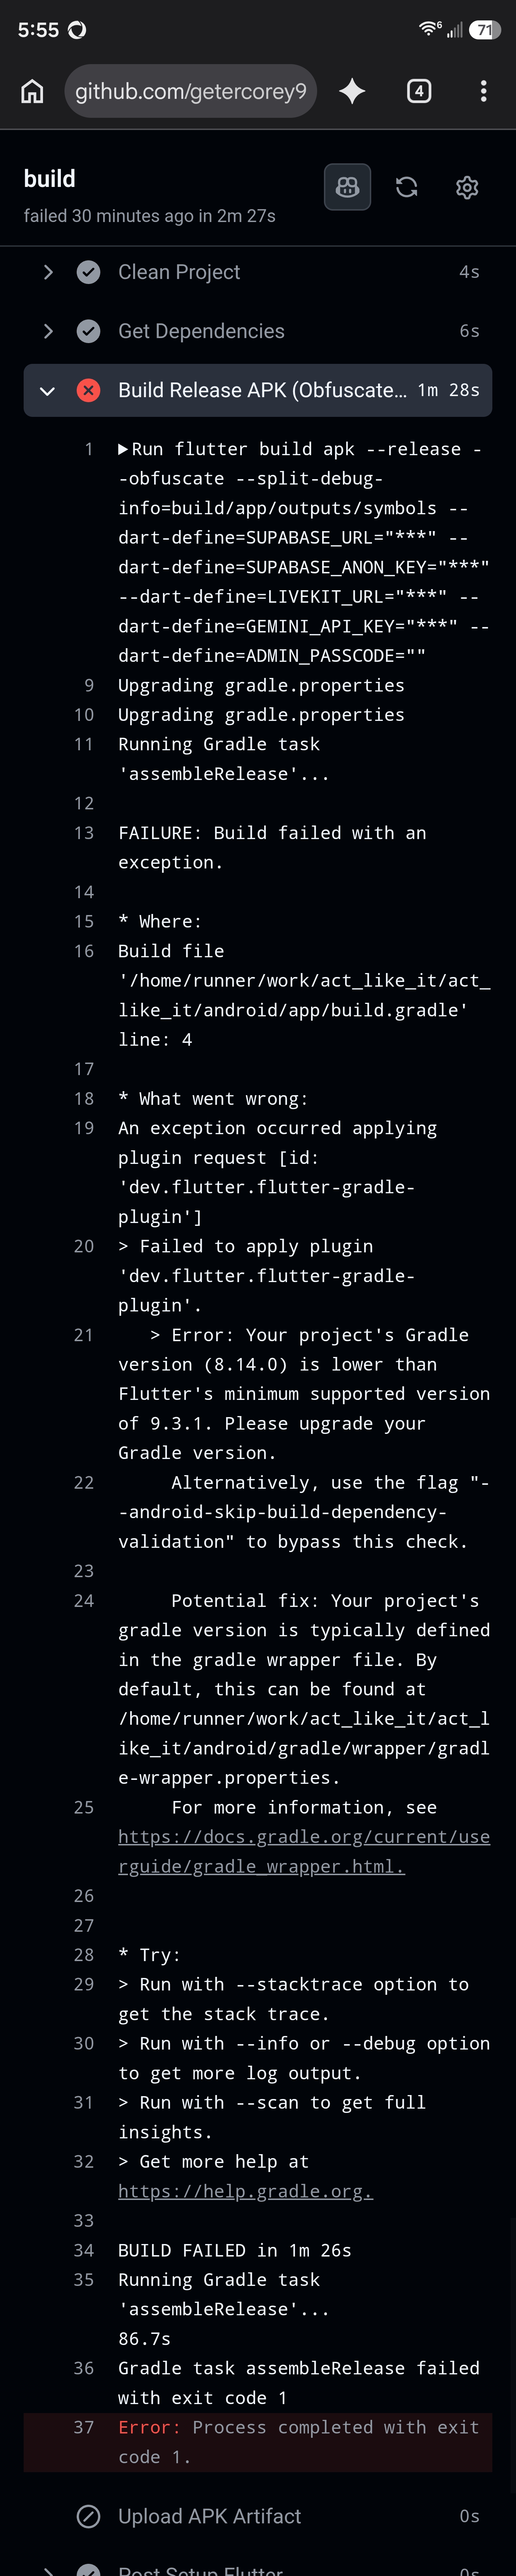 5:55
6
71
github.com/getercorey9
4
build
failed 30 minutes ago in 2m 27s
Clean Project 4s
Get Dependencies 6s
Build Release APK (Obfuscate... 1m 28s
1 Run flutter build apk --release -
-obfuscate --split-debug-
info=build/app/outputs/symbols --
dart-define=SUPABASE_URL="***" --
dart-define=SUPABASE_ANON_KEY="***"
--dart-define=LIVEKIT_URL="***" --
dart-define=GEMINI_API_KEY="***" --
dart-define=ADMIN_PASSCODE=""
9 Upgrading gradle.properties
10 Upgrading gradle.properties
11 Running Gradle task
'assembleRelease'...
12
13 FAILURE: Build failed with an
exception.
14
15 * Where:
16 Build file
'/home/runner/work/act_like_it/act_
like_it/android/app/build.gradle'
line: 4
17
18 * What went wrong:
19 An exception occurred applying
plugin request [id:
'dev.flutter.flutter-gradle-
plugin']
20 > Failed to apply plugin
'dev.flutter.flutter-gradle-
plugin'.
21 > Error: Your project's Gradle
version (8.14.0) is lower than
Flutter's minimum supported version
of 9.3.1. Please upgrade your
Gradle version.
22 Alternatively, use the flag "-
-android-skip-build-dependency-
validation" to bypass this check.
23
24 Potential fix: Your project's
gradle version is typically defined
in the gradle wrapper file. By
default, this can be found at
/home/runner/work/act_like_it/act_l
ike_it/android/gradle/wrapper/gradl
e-wrapper.properties.
25 For more information, see
https://docs.gradle.org/current/use
rguide/gradle_wrapper.html.
26
27
28 * Try:
29 > Run with --stacktrace option to
get the stack trace.
30 > Run with --info or --debug option
to get more log output.
31 > Run with --scan to get full
insights.
32 > Get more help at
https://help.gradle.org.
33
34 BUILD FAILED in 1m 26s
35 Running Gradle task
'assembleRelease'...
86.7s
36 Gradle task assembleRelease failed
with exit code 1
37 Error: Process completed with exit
code 1.
Upload APK Artifact 0s
Post Setup Flutter 0s